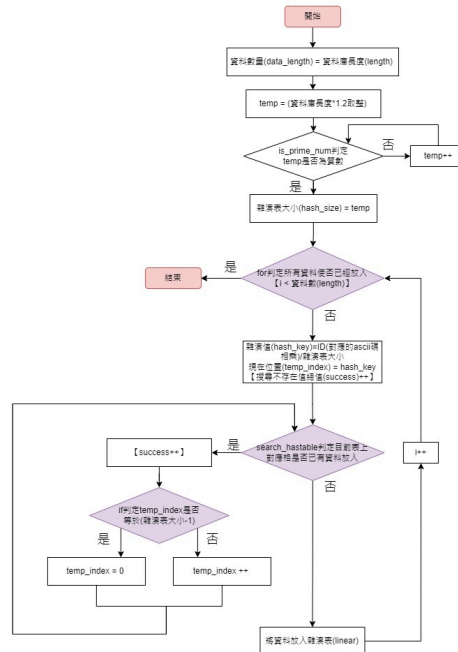 開始
資料數量(data_length) = 資料庫長度(length)
temp = (資料庫長度*1.2取整)
is_prime_num判定
temp是否為質數
否
temp++
是
雜湊表大小(hash_size) = temp
for判定所有資料使否已經放入
【i < 資料數(length)】
是
結束
否
雜湊值(hash_key)=ID(對應的ascii碼
相乘)/雜湊表大小
現在位置(temp_index) = hash_key
【搜尋不存在值總值(success)++】
search_hastable判定目前表上
對應格是否已有資料放入
是
【success++】
i++
否
if判定temp_index是否
等於(雜湊表大小-1)
是
否
temp_index = 0
temp_index ++
將資料放入雜湊表(linear)